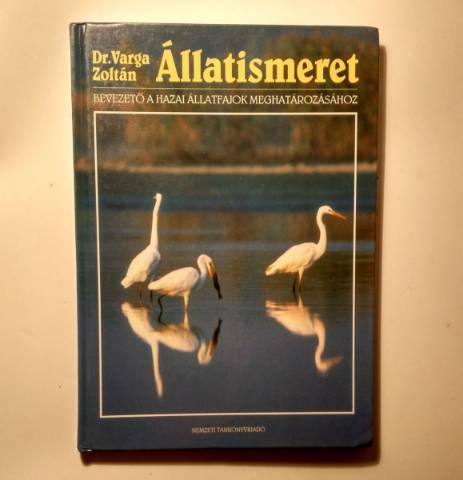 Dr. Varga
Zoltán
Állatismeret
BEVEZETŐ A HAZAI ÁLLATFAJOK MEGHATÁROZÁSÁHOZ
NEMZETI TANKÖNYVKIADÓ